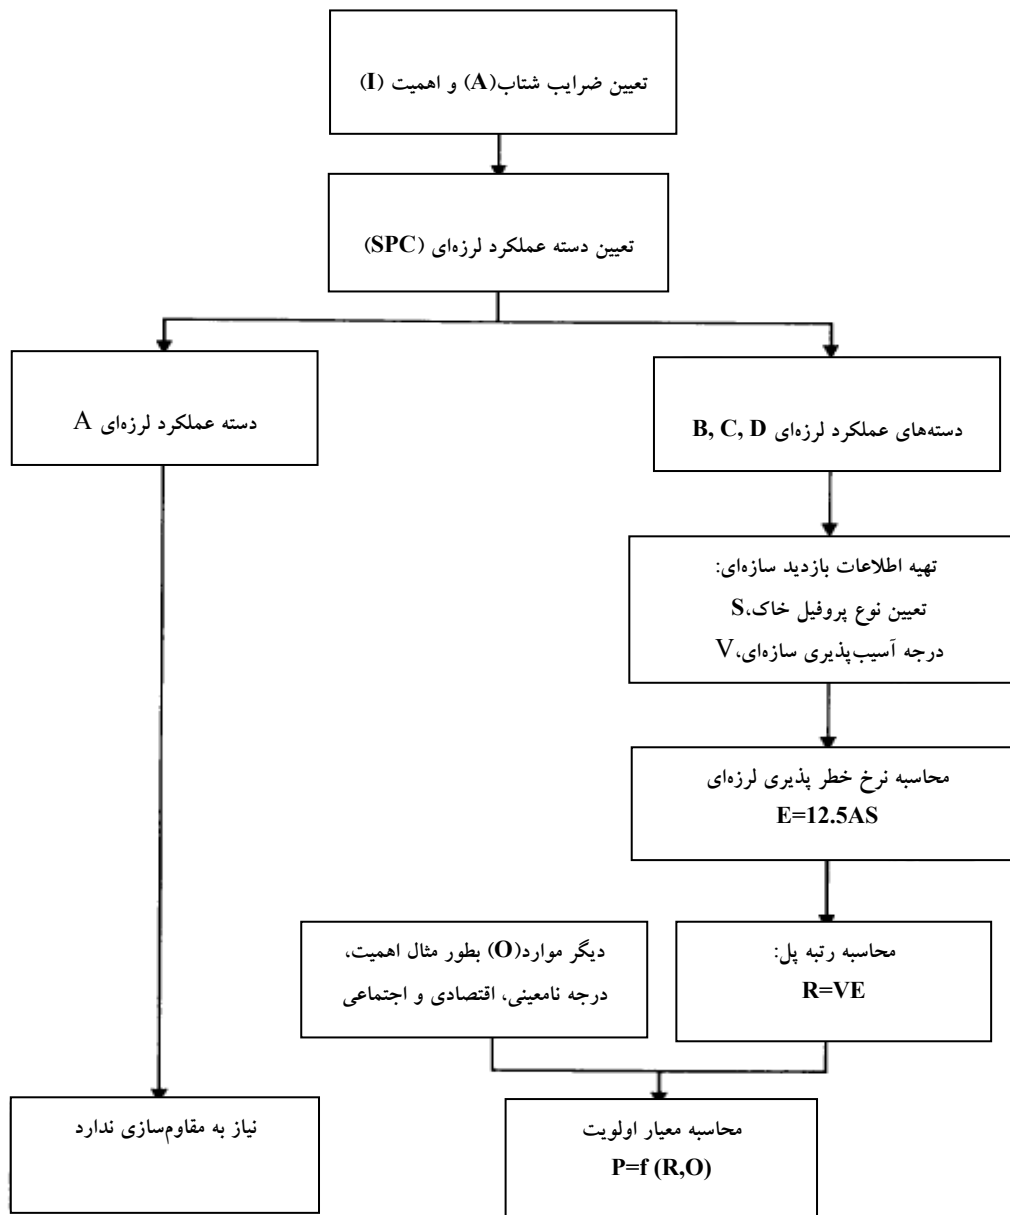 تعیین ضرایب شتاب(A) و اهمیت (I)
تعیین دسته عملکرد لرزه‌ای (SPC)
دسته‌های عملکرد لرزه‌ای B, C, D
دسته عملکرد لرزه‌ای A
تهیه اطلاعات بازدید سازه‌ای:
تعیین نوع پروفیل خاک،S
درجه آسیب‌پذیری سازه‌ای،V
محاسبه نرخ خطر پذیری لرزه‌ای
E=12.5AS
محاسبه رتبه پل:
R=VE
دیگر موارد(O) بطور مثال اهمیت،
درجه نامعینی، اقتصادی و اجتماعی
محاسبه معیار اولویت
P=f (R,O)
نیاز به مقاوم‌سازی ندارد